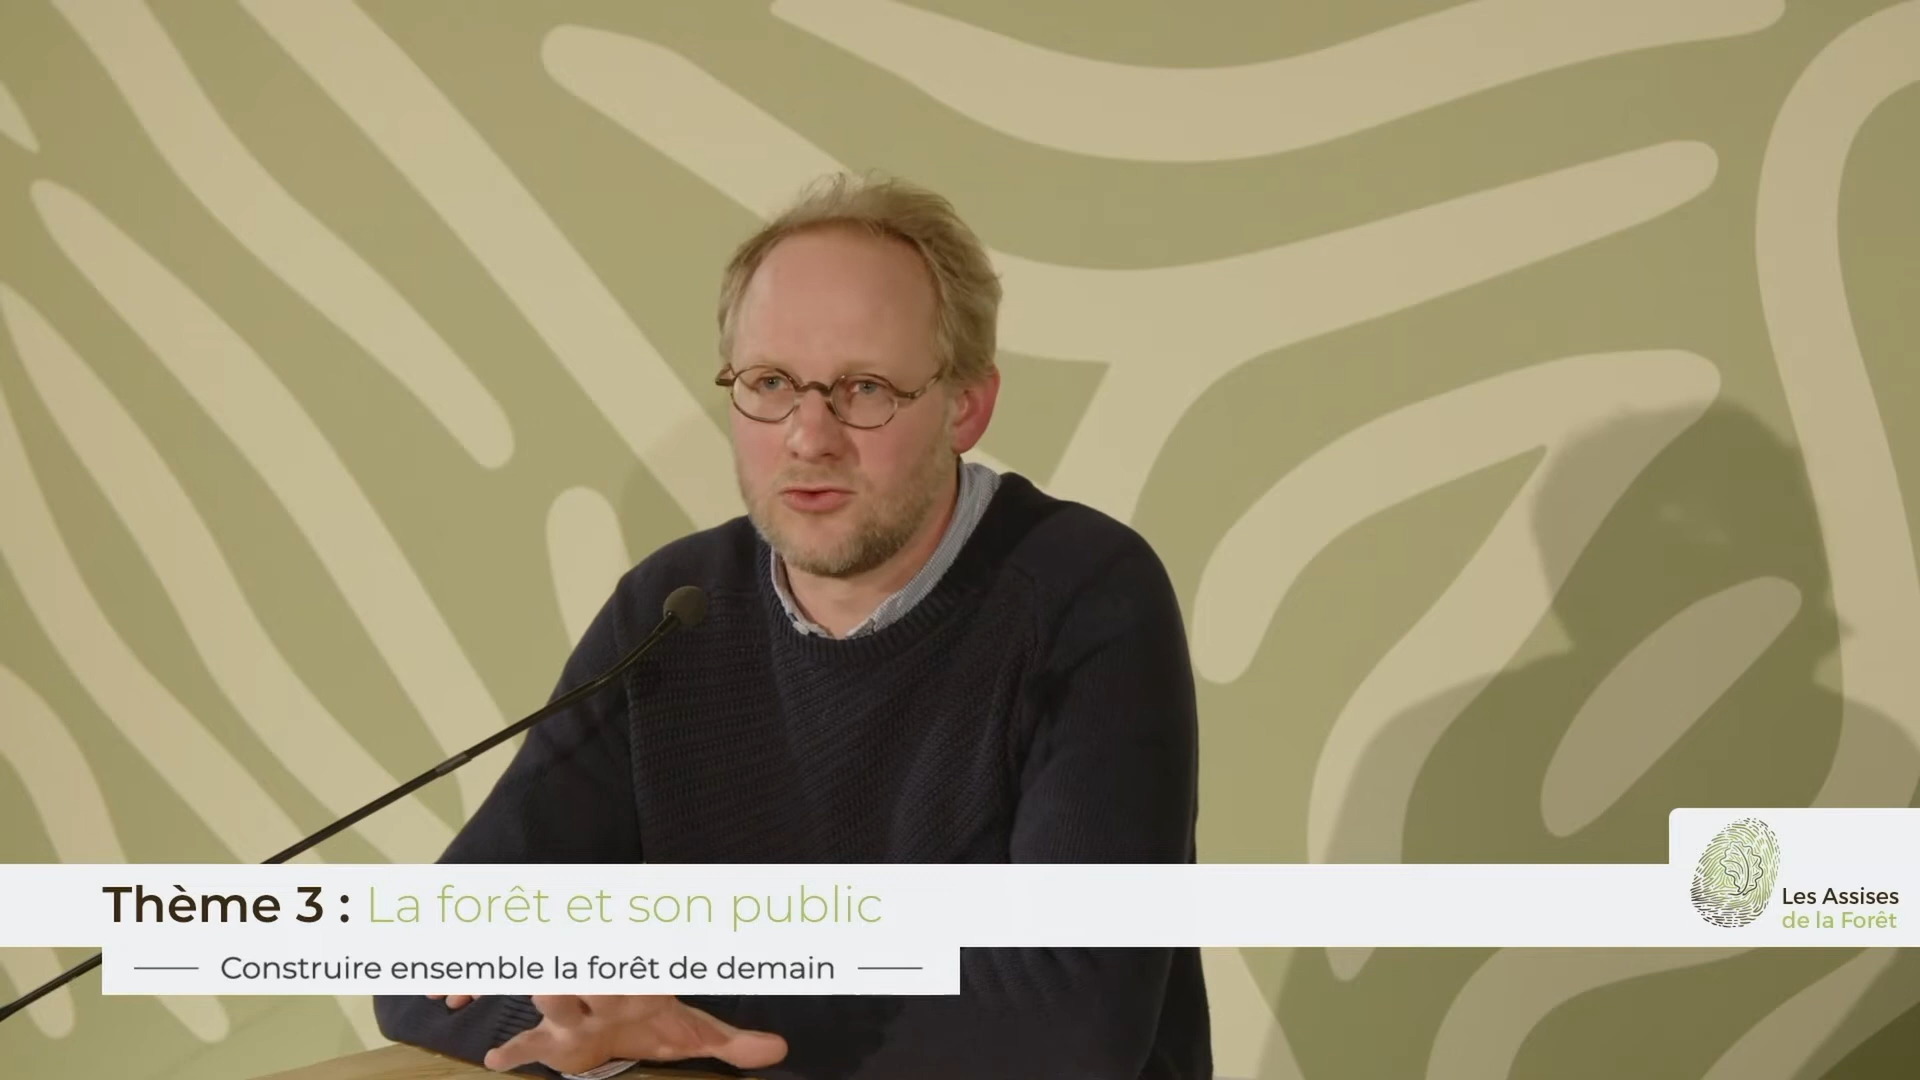 Thème 3 : La forêt et son public
Construire ensemble la forêt de demain
Les Assises
de la Forêt